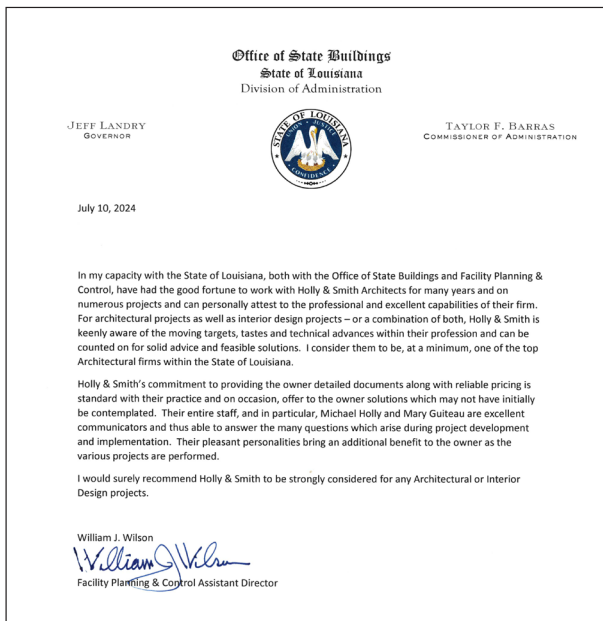 Office of State Buildings
State of Louisiana
Division of Administration
JEFF LANDRY
GOVERNOR
STATE OF LOUISIANA
UNION JUSTICE
CONFIDENCE
TAYLOR F. BARRAS
COMMISSIONER OF ADMINISTRATION
July 10, 2024
In my capacity with the State of Louisiana, both with the Office of State Buildings and Facility Planning &
Control, have had the good fortune to work with Holly & Smith Architects for many years and on
numerous projects and can personally attest to the professional and excellent capabilities of their firm.
For architectural projects as well as interior design projects – or a combination of both, Holly & Smith is
keenly aware of the moving targets, tastes and technical advances within their profession and can be
counted on for solid advice and feasible solutions. I consider them to be, at a minimum, one of the top
Architectural firms within the State of Louisiana.
Holly & Smith's commitment to providing the owner detailed documents along with reliable pricing is
standard with their practice and on occasion, offer to the owner solutions which may not have initially
be contemplated. Their entire staff, and in particular, Michael Holly and Mary Guiteau are excellent
communicators and thus able to answer the many questions which arise during project development
and implementation. Their pleasant personalities bring an additional benefit to the owner as the
various projects are performed.
I would surely recommend Holly & Smith to be strongly considered for any Architectural or Interior
Design projects.
William J. Wilson
William J Wilson
Facility Planning & Control Assistant Director